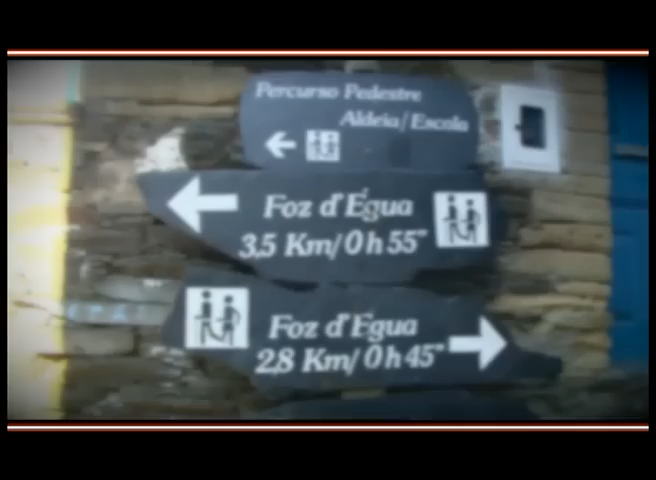 Percurso Pedestre
Aldeia/Escola
Foz d'Égua
3,5 Km/0h55"
Foz d'Égua
2,8 Km/0h45"